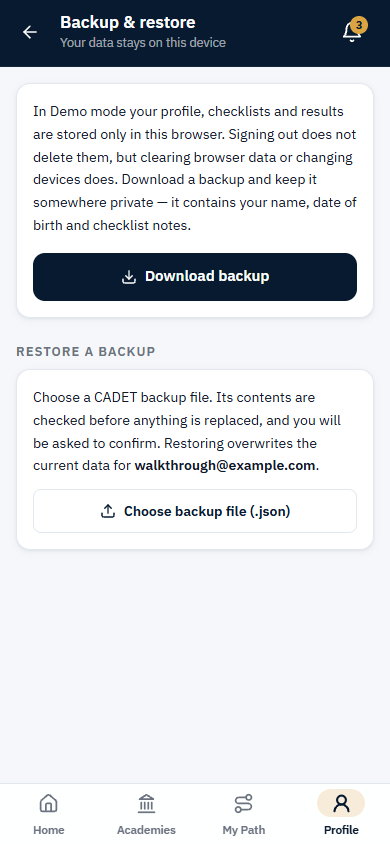 Backup & restore
3
Your data stays on this device
In Demo mode your profile, checklists and results
are stored only in this browser. Signing out does not
delete them, but clearing browser data or changing
devices does. Download a backup and keep it
somewhere private — it contains your name, date of
birth and checklist notes.
Download backup
RESTORE A BACKUP
Choose a CADET backup file. Its contents are
checked before anything is replaced, and you will
be asked to confirm. Restoring overwrites the
current data for walkthrough@example.com.
Choose backup file (.json)
Home Academies My Path Profile